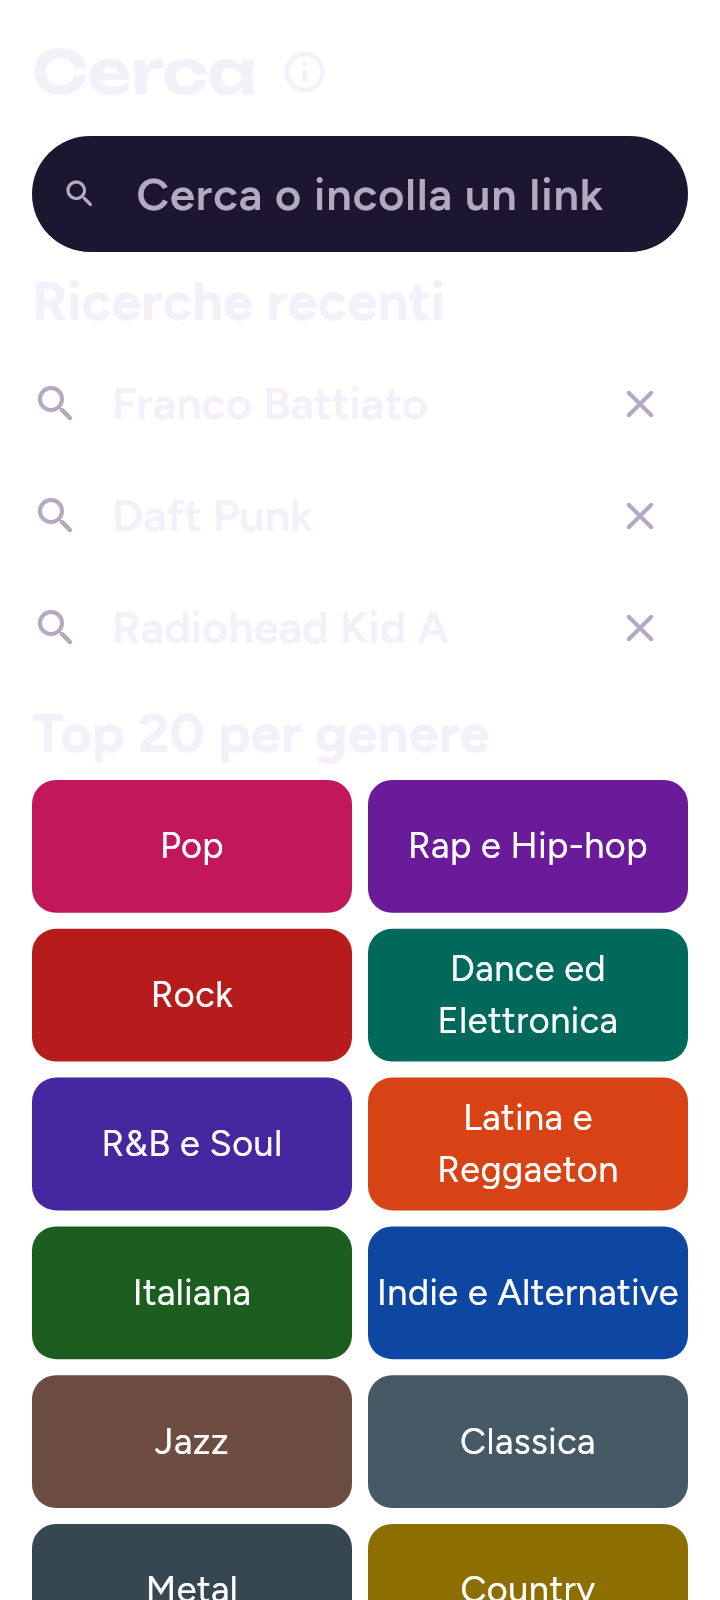 Cerca
Cerca o incolla un link
Ricerche recenti
Franco Battiato
Daft Punk
Radiohead Kid A
Top 20 per genere
Pop
Rap e Hip-hop
Rock
Dance ed
Elettronica
R&B e Soul
Latina e
Reggaeton
Italiana
Indie e Alternative
Jazz
Classica
Metal
Country